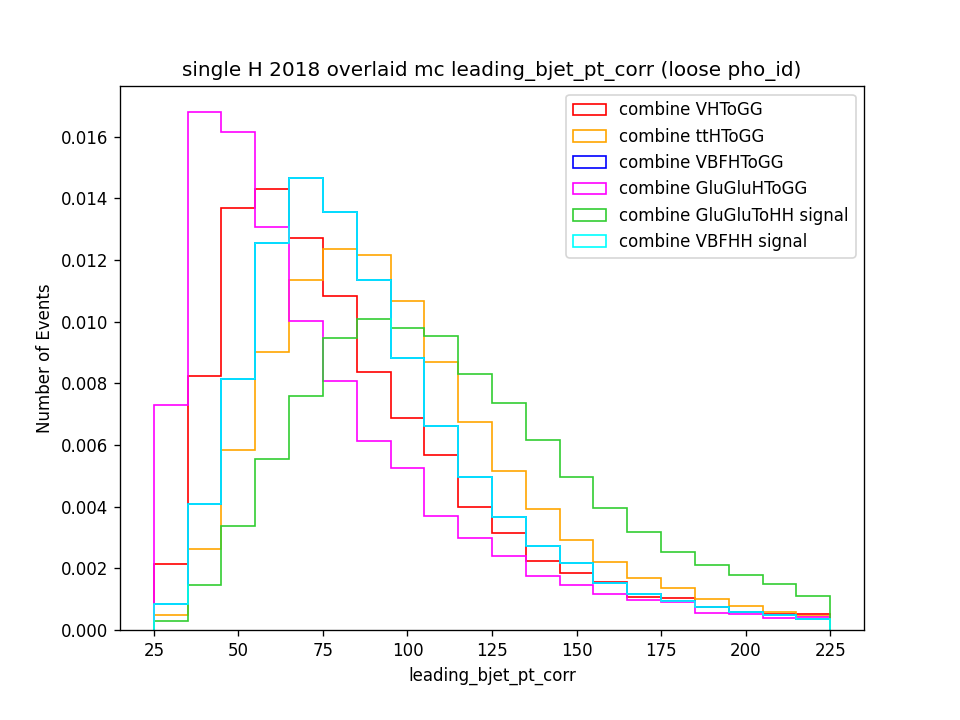 single H 2018 overlaid mc leading_bjet_pt_corr (loose pho_id)
combine VHToGG
combine ttHToGG
combine VBFHToGG
combine GluGluHToGG
combine GluGluToHH signal
combine VBFHH signal
Number of Events
0.016
0.014
0.012
0.010
0.008
0.006
0.004
0.002
0.000
25 50 75 100 125 150 175 200 225
leading_bjet_pt_corr